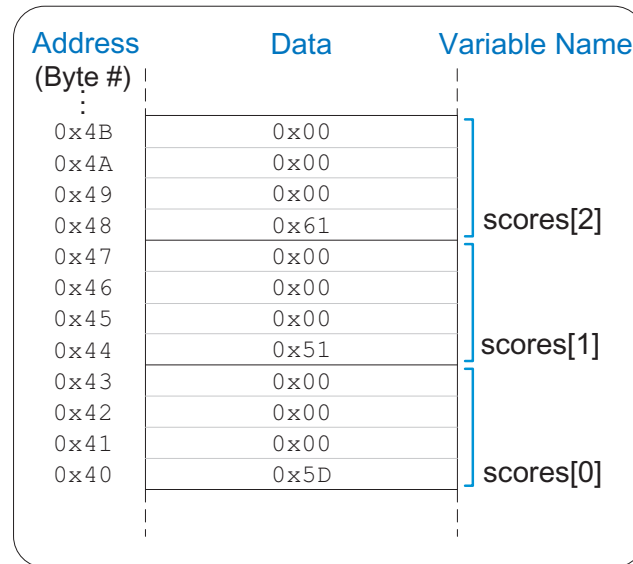 Address Data Variable Name
(Byte #)
⋮
0x4B 0x00
0x4A 0x00
0x49 0x00
0x48 0x61 scores[2]
0x47 0x00
0x46 0x00
0x45 0x00
0x44 0x51 scores[1]
0x43 0x00
0x42 0x00
0x41 0x00
0x40 0x5D scores[0]